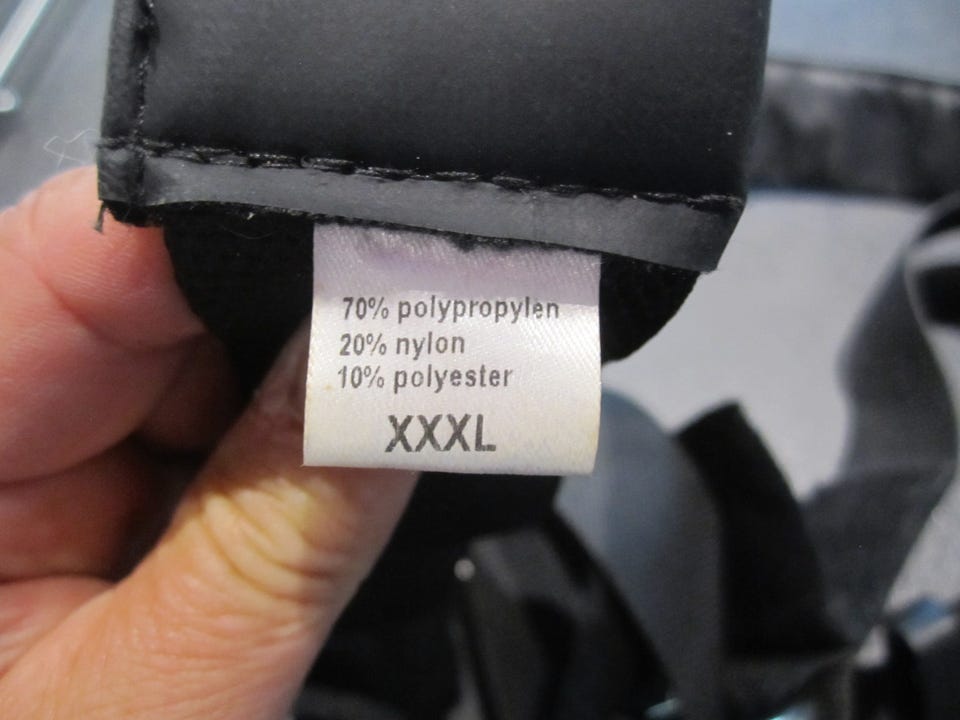 70% polypropylen
20% nylon
10% polyester
XXXL